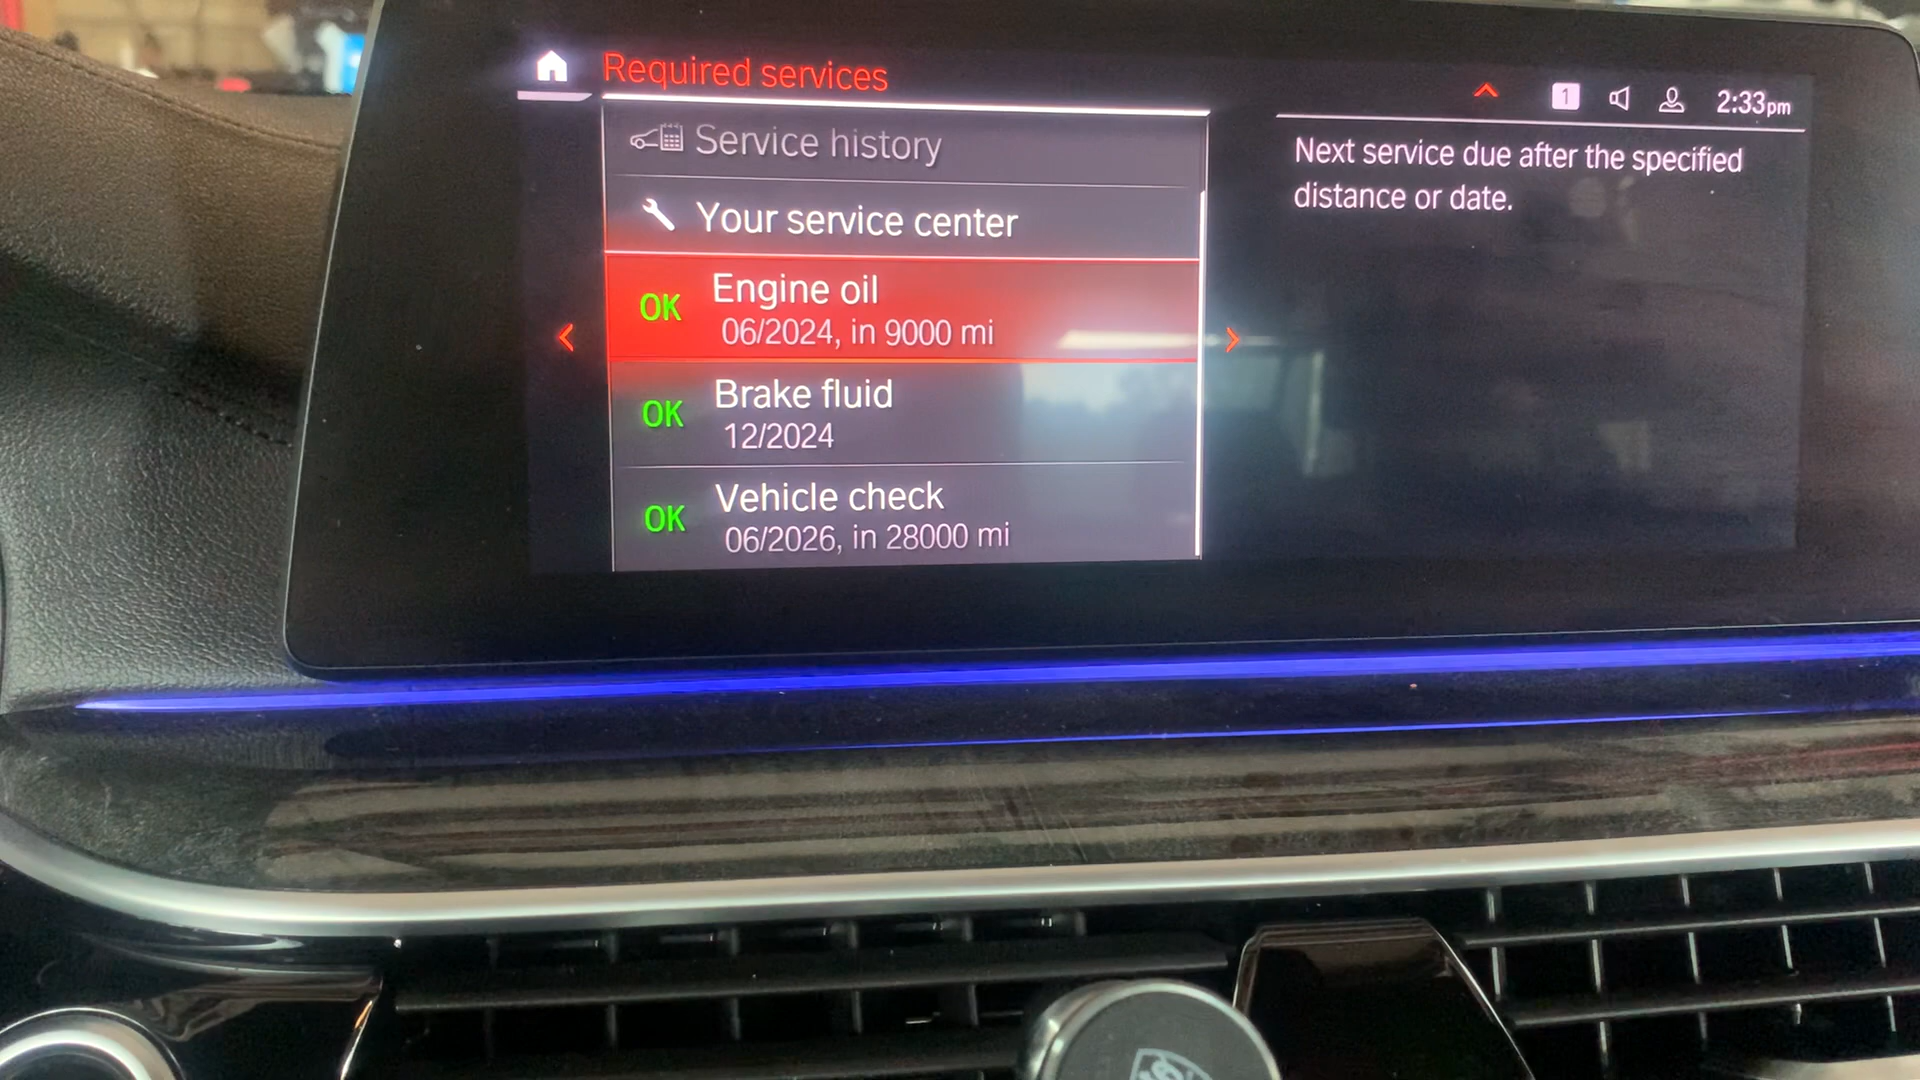 Required services
1
2:33pm
Service history
Your service center
OK
Engine oil
06/2024, in 9000 mi
OK
Brake fluid
12/2024
OK
Vehicle check
06/2026, in 28000 mi
Next service due after the specified
distance or date.